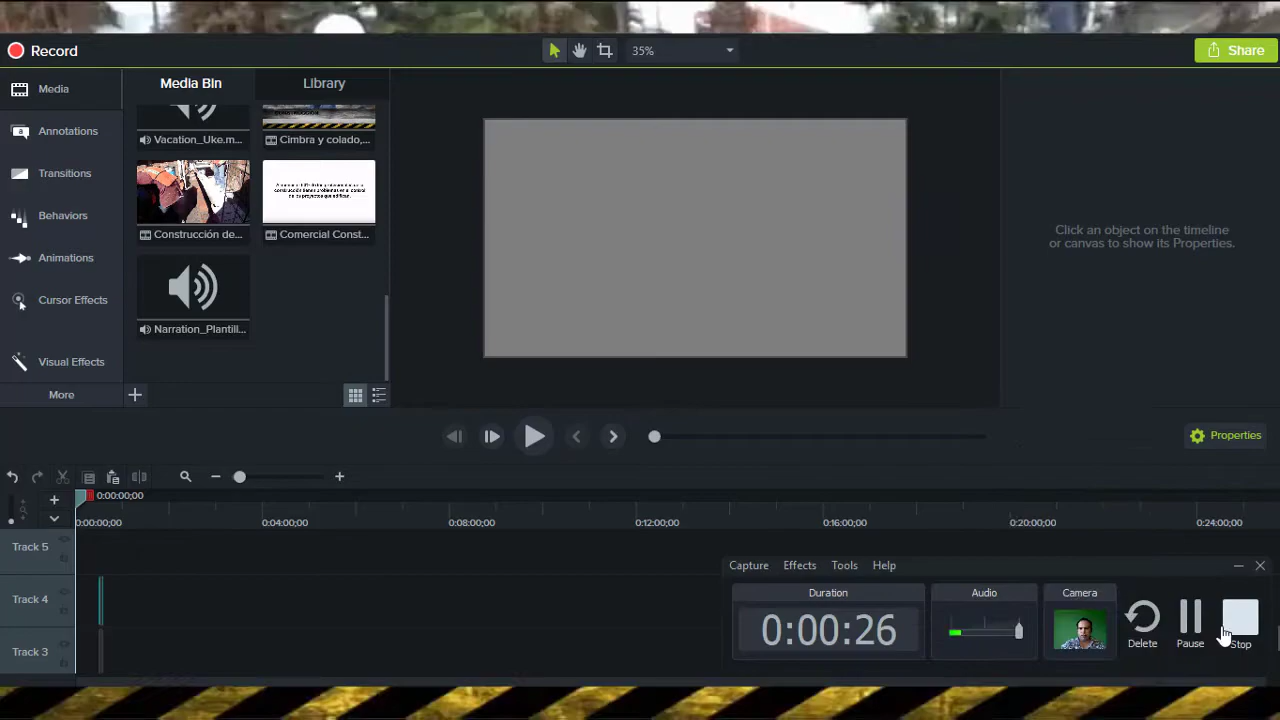 Record
35%
Share
Media
Media Bin
Library
Annotations
Vacation_Uke.m...
Cimbra y colado,...
Transitions
Behaviors
Construcción de...
Comercial Const...
Click an object on the timeline
or canvas to show its Properties.
Animations
Cursor Effects
Narration_Plantill...
Visual Effects
More
Properties
0:00:00;00
0:00:00;00
0:04:00;00
0:08:00;00
0:12:00;00
0:16:00;00
0:20:00;00
0:24:00;00
Track 5
Track 4
Track 3
Capture Effects Tools Help
Duration
Audio
Camera
0:00:26
Delete
Pause
Stop